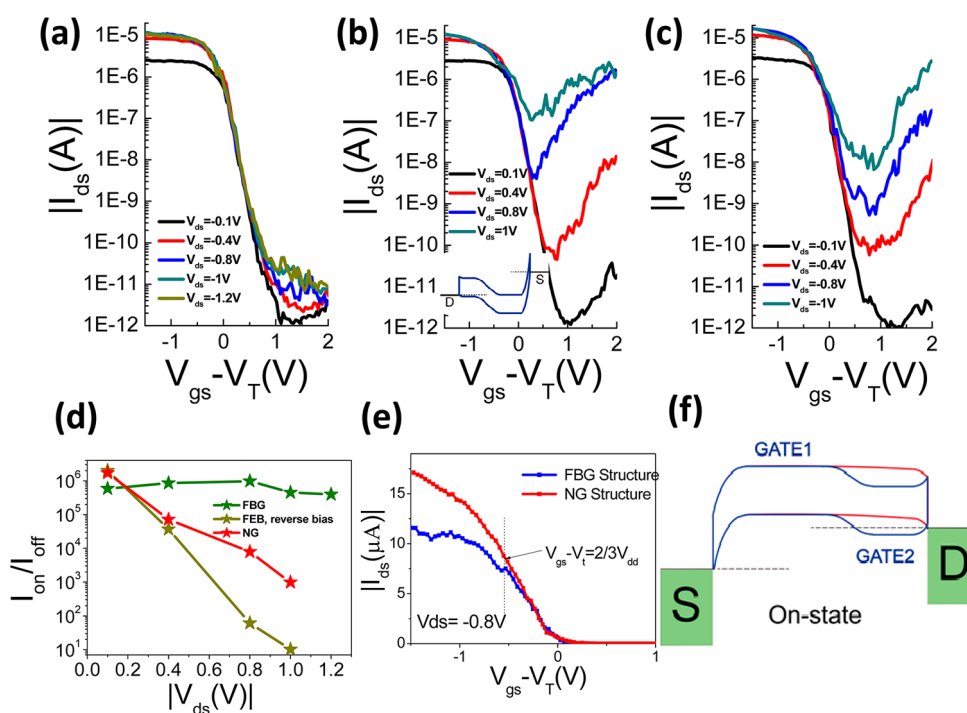 (a)
|I_ds(A)|
1E-5
1E-6
1E-7
1E-8
1E-9
1E-10
1E-11
1E-12
V_ds=-0.1V
V_ds=-0.4V
V_ds=-0.8V
V_ds=-1V
V_ds=-1.2V
-1 0 1 2
V_gs-V_T(V)
(b)
|I_ds(A)|
1E-5
1E-6
1E-7
1E-8
1E-9
1E-10
1E-11
1E-12
V_ds=0.1V
V_ds=0.4V
V_ds=0.8V
V_ds=1V
D
S
-1 0 1 2
V_gs-V_T(V)
(c)
|I_ds(A)|
1E-5
1E-6
1E-7
1E-8
1E-9
1E-10
1E-11
1E-12
V_ds=-0.1V
V_ds=-0.4V
V_ds=-0.8V
V_ds=-1V
-1 0 1 2
V_gs-V_T(V)
(d)
I_on/I_off
10^6
10^5
10^4
10^3
10^2
10^1
FBG
FEB, reverse bias
NG
0.0 0.4 0.8 1.2
|V_ds(V)|
(e)
|I_ds(μA)|
15
10
5
0
FBG Structure
NG Structure
V_gs-V_t=2/3V_dd
Vds= -0.8V
-1 0 1
V_gs-V_T(V)
(f)
GATE1
GATE2
S
D
On-state